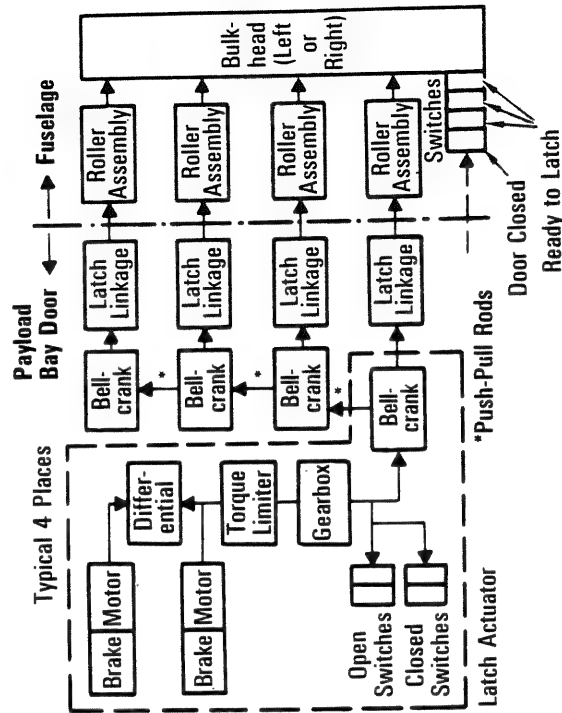 Typical 4 Places
Payload
Bay Door
Fuselage
Brake Motor
Differ-
ential
Bell-
crank
Latch
Linkage
Roller
Assembly
Bulk-
head
(Left
or
Right)
*
Brake Motor
Torque
Limiter
Bell-
crank
Latch
Linkage
Roller
Assembly
*
Gearbox
Bell-
crank
Latch
Linkage
Roller
Assembly
*
Open
Switches
Closed
Switches
Bell-
crank
Latch
Linkage
Roller
Assembly
Switches
Latch Actuator
*Push-Pull Rods
Door Closed
Ready to Latch